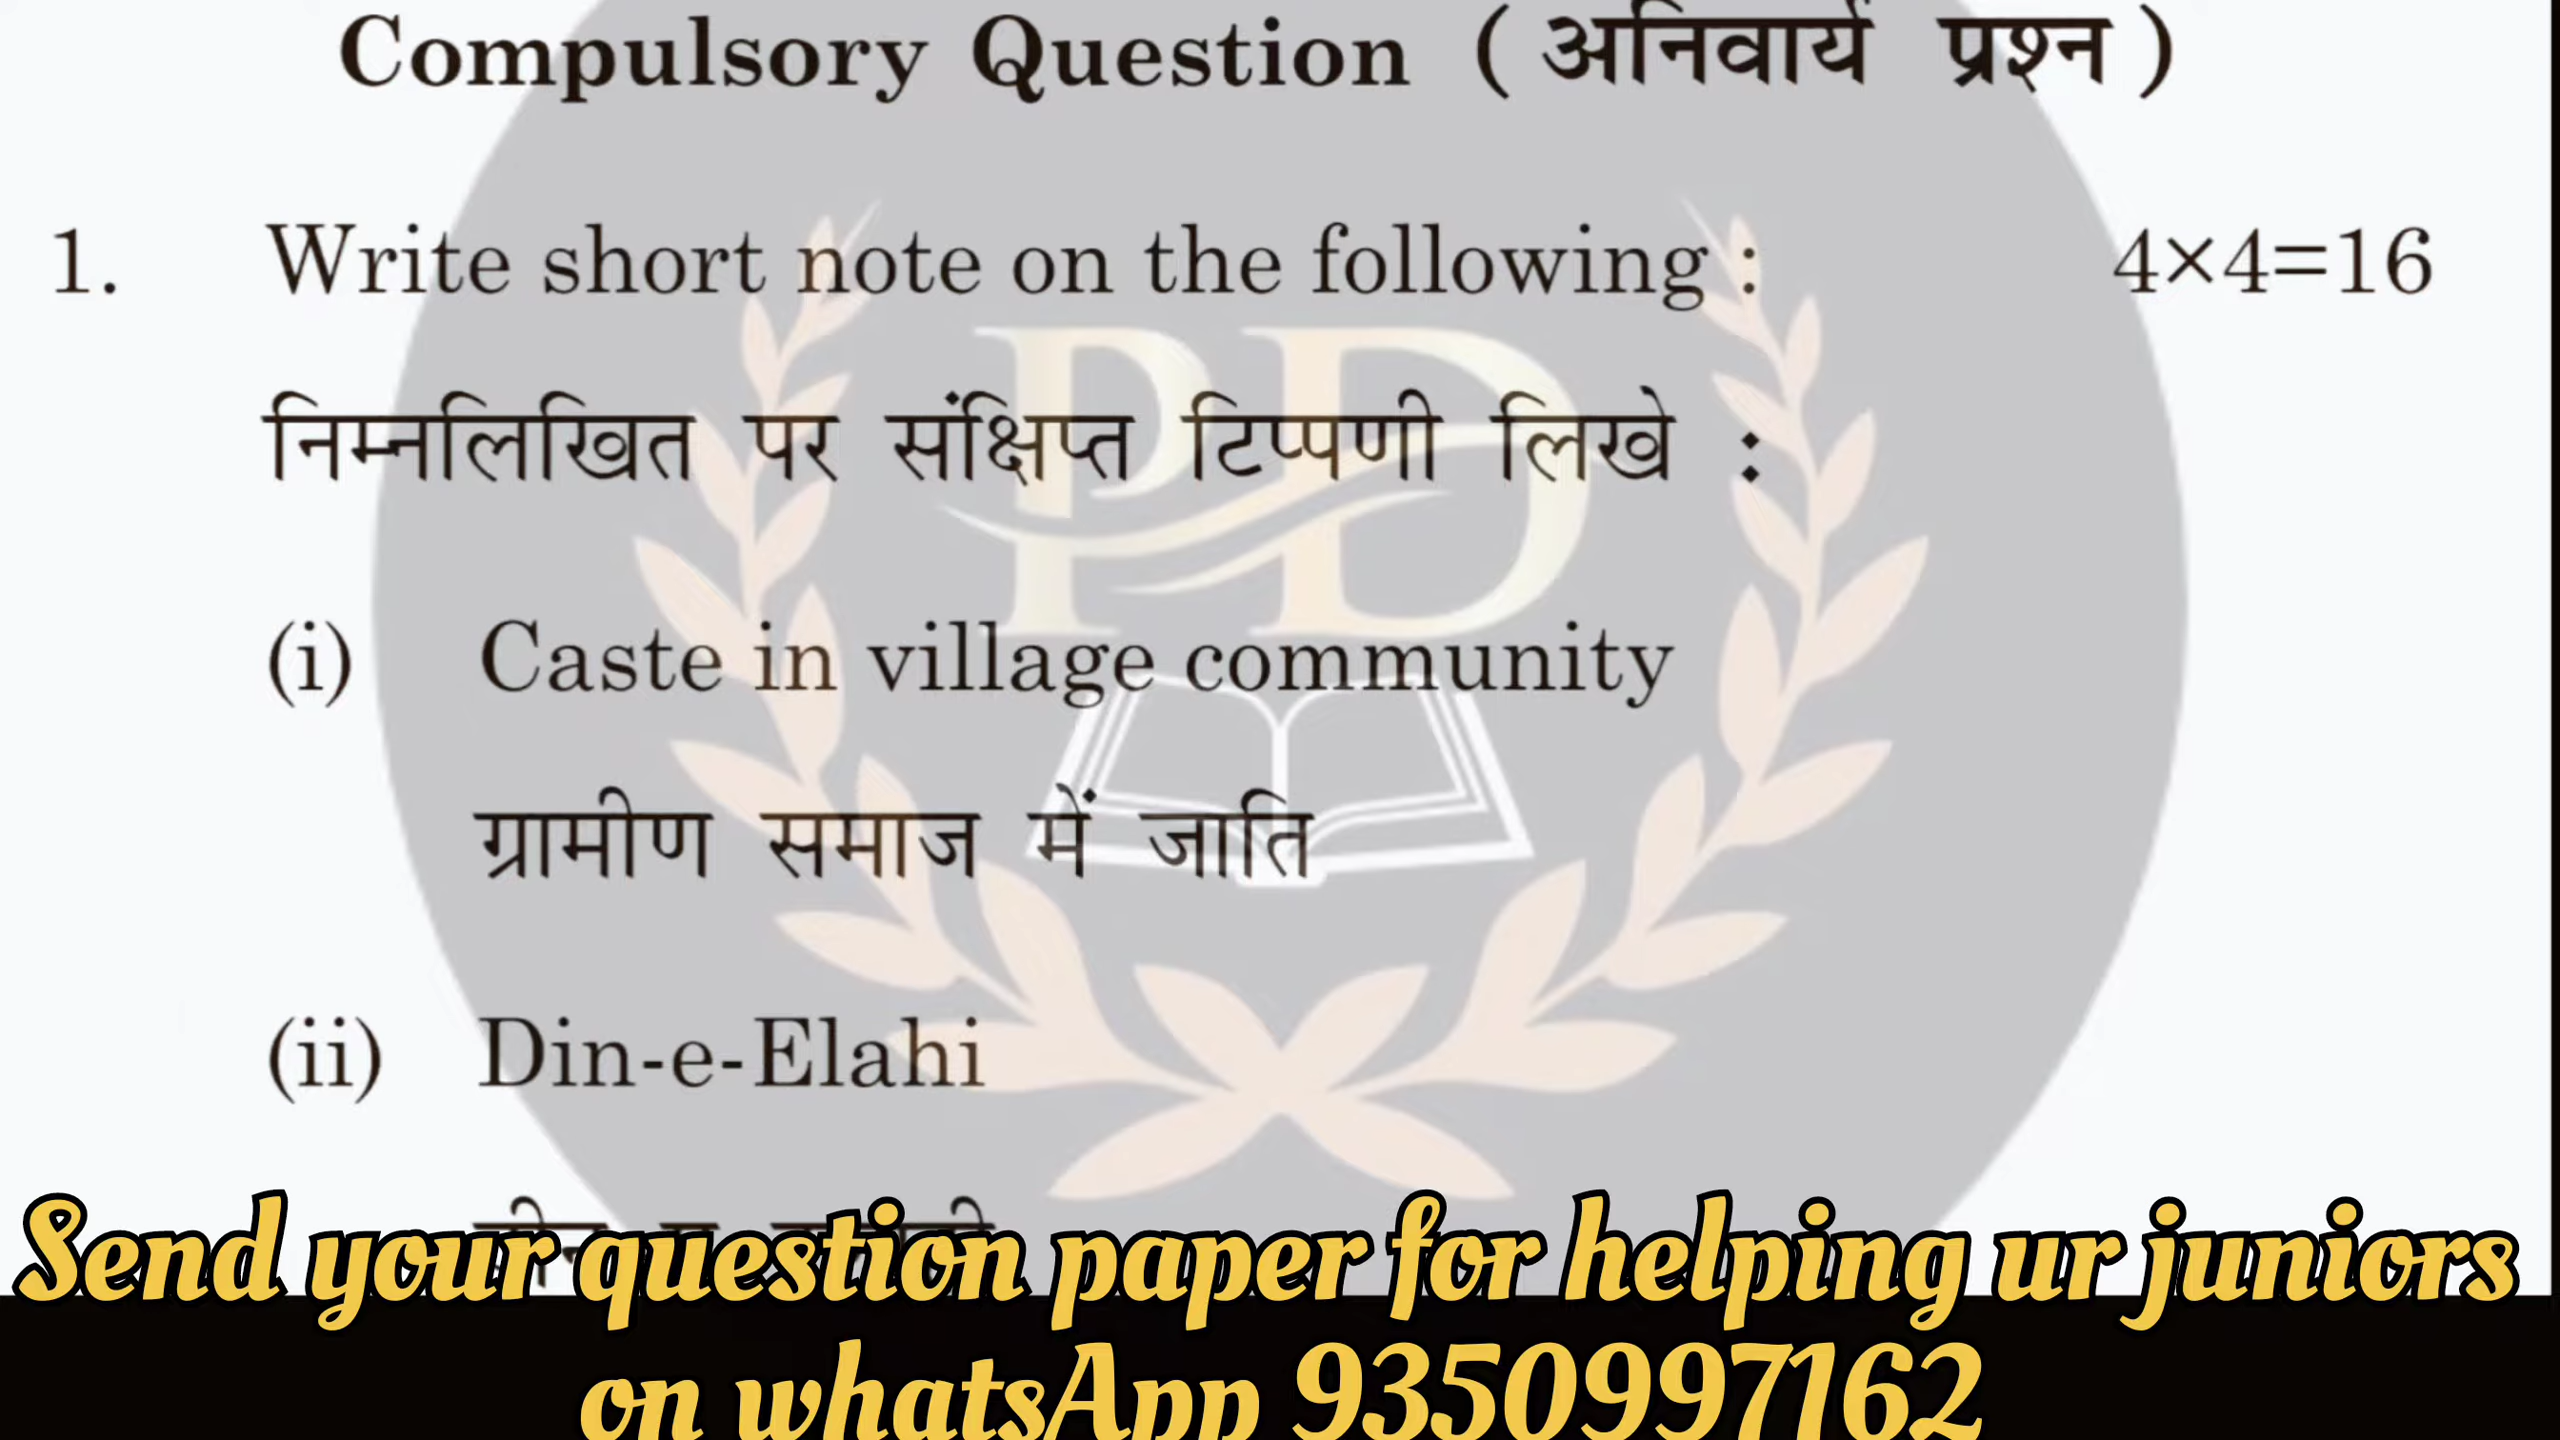 Compulsory Question ( अनिवार्य प्रश्न )
1. Write short note on the following : 4×4=16
निम्नलिखित पर संक्षिप्त टिप्पणी लिखे :
PD
(i) Caste in village community
ग्रामीण समाज में जाति
(ii) Din-e-Elahi
Send your question paper for helping ur juniors
on whatsApp 9350997162